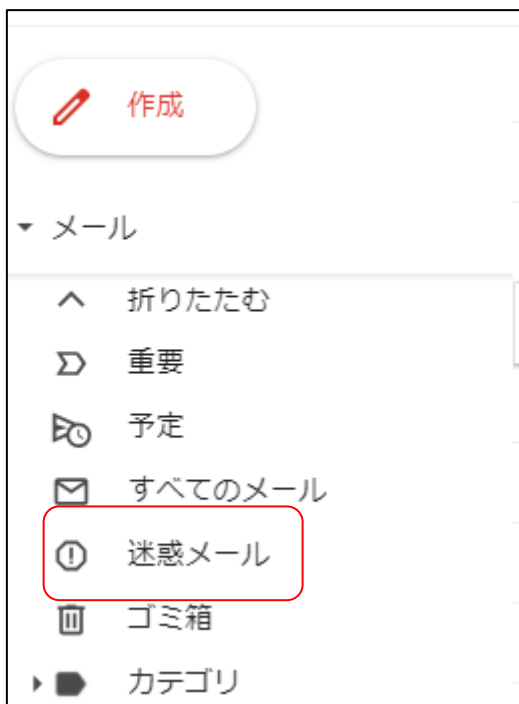 作成
メール
折りたたむ
重要
予定
すべてのメール
迷惑メール
ゴミ箱
カテゴリ